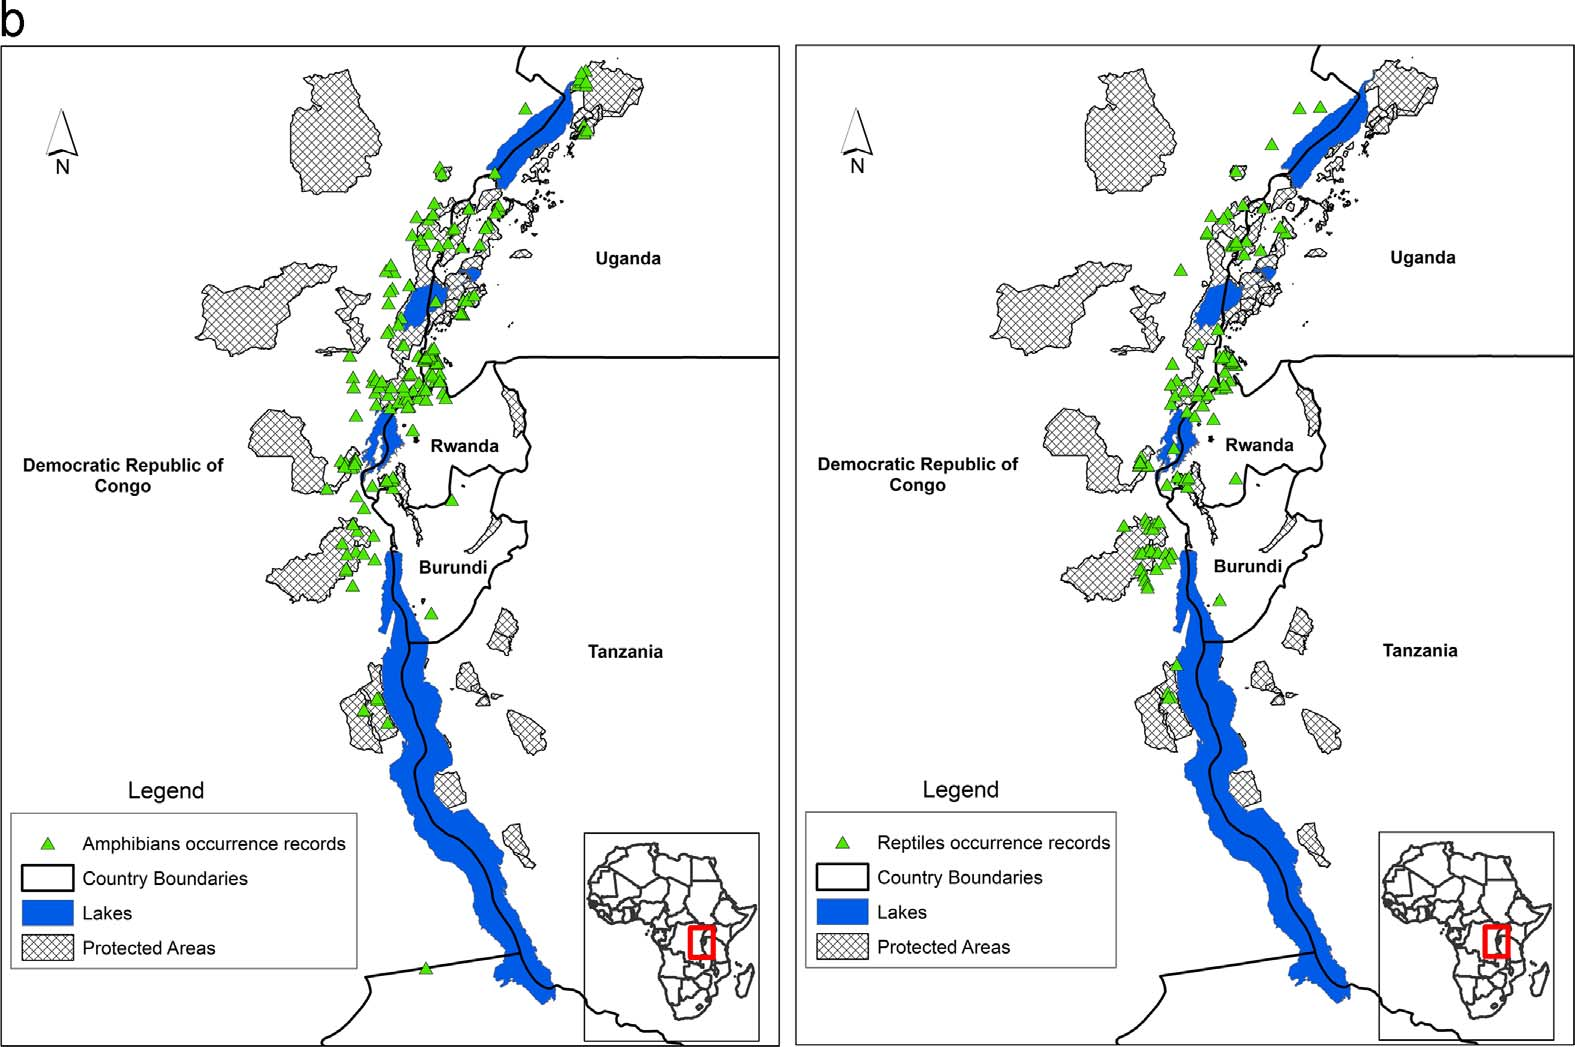 b
N
Uganda
Rwanda
Democratic Republic of
Congo
Burundi
Tanzania
Legend
Amphibians occurrence records
Country Boundaries
Lakes
Protected Areas
N
Uganda
Rwanda
Democratic Republic of
Congo
Burundi
Tanzania
Legend
Reptiles occurrence records
Country Boundaries
Lakes
Protected Areas